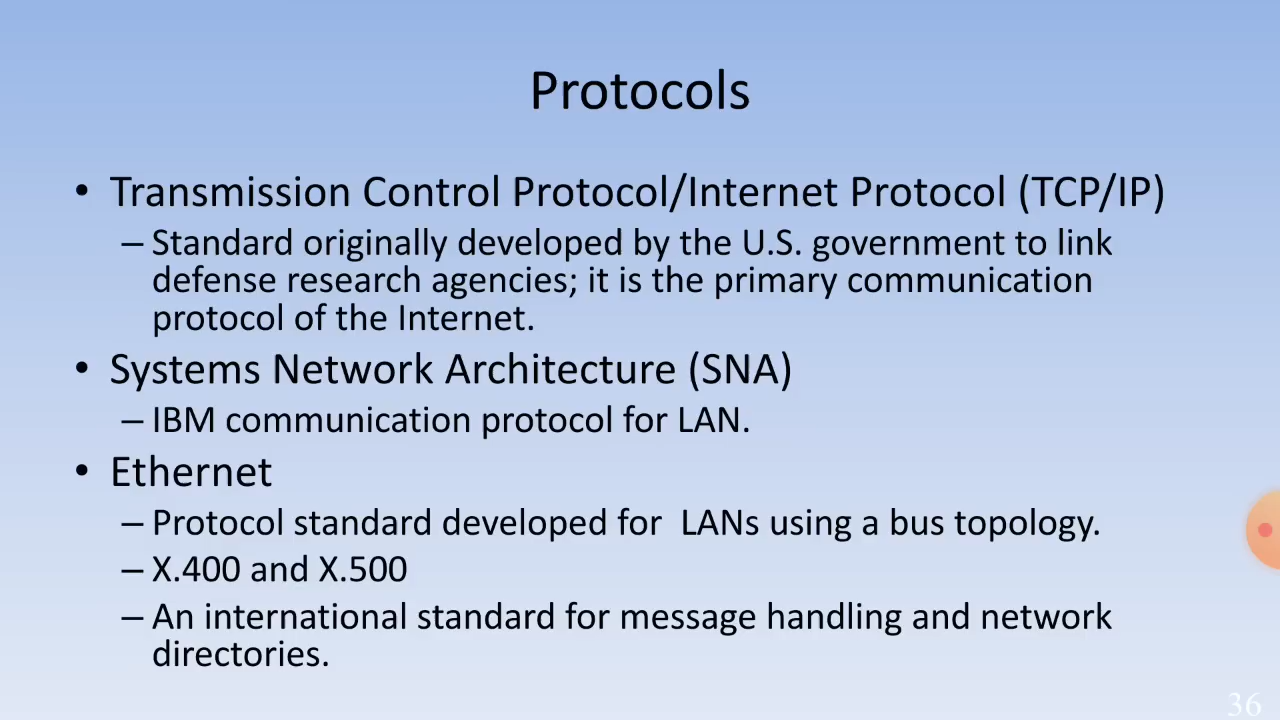 Protocols
• Transmission Control Protocol/Internet Protocol (TCP/IP)
– Standard originally developed by the U.S. government to link
defense research agencies; it is the primary communication
protocol of the Internet.
• Systems Network Architecture (SNA)
– IBM communication protocol for LAN.
• Ethernet
– Protocol standard developed for  LANs using a bus topology.
– X.400 and X.500
– An international standard for message handling and network
directories.
36